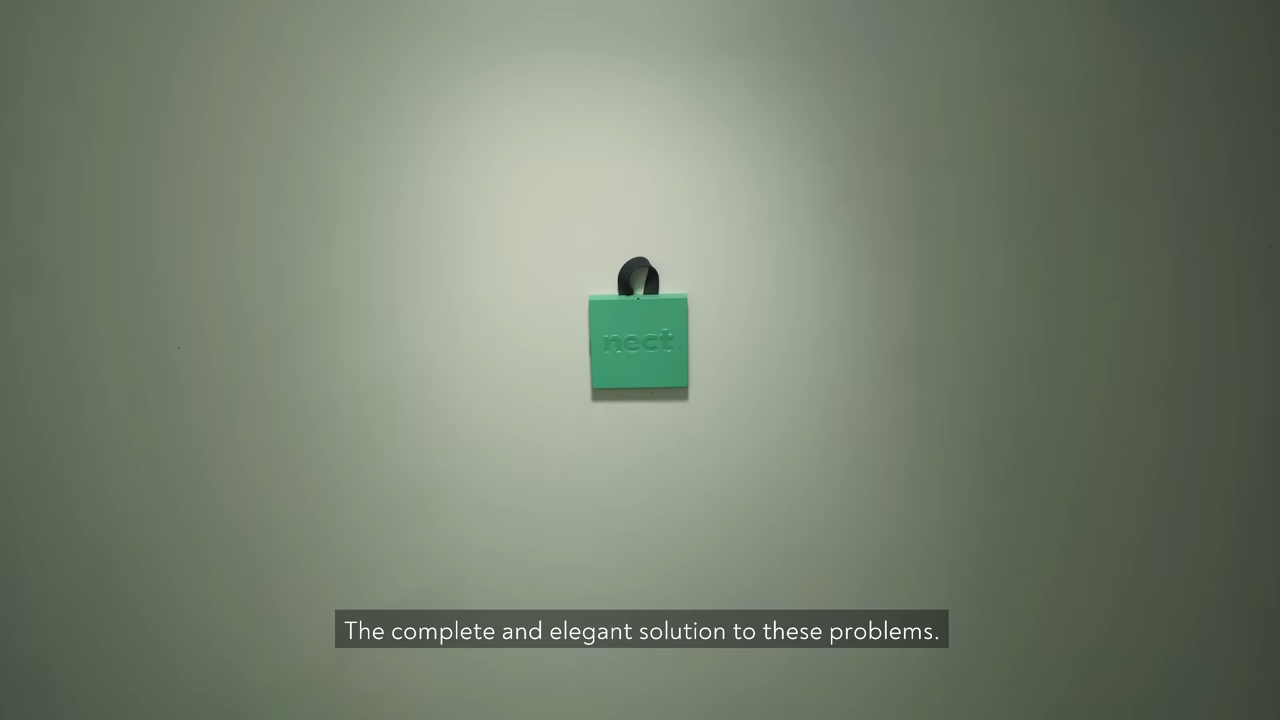 nect
The complete and elegant solution to these problems.